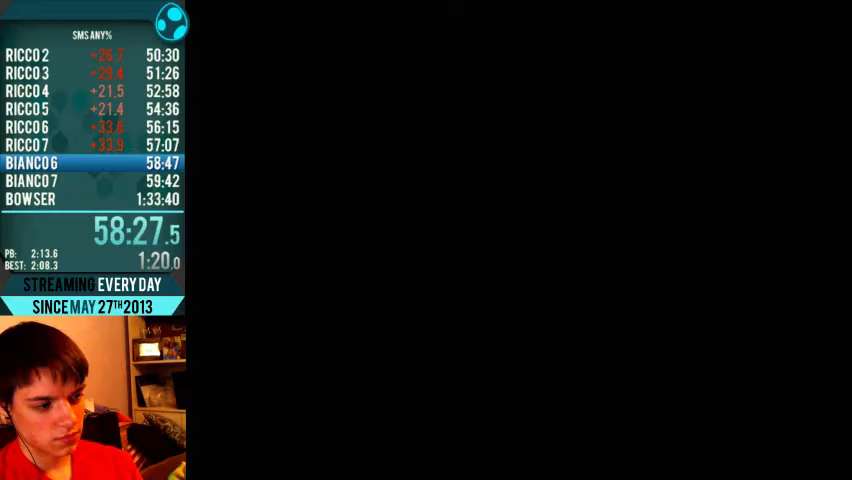 SMS ANY%
RICCO 2 +26.7 50:30
RICCO 3 +29.4 51:26
RICCO 4 +21.5 52:58
RICCO 5 +21.4 54:36
RICCO 6 +33.6 56:15
RICCO 7 +33.9 57:07
BIANCO 6 58:47
BIANCO 7 59:42
BOWSER 1:33:40
58:27.5
PB: 2:13.6
BEST: 2:08.3
1:20.0
STREAMING EVERY DAY
SINCE MAY 27TH 2013